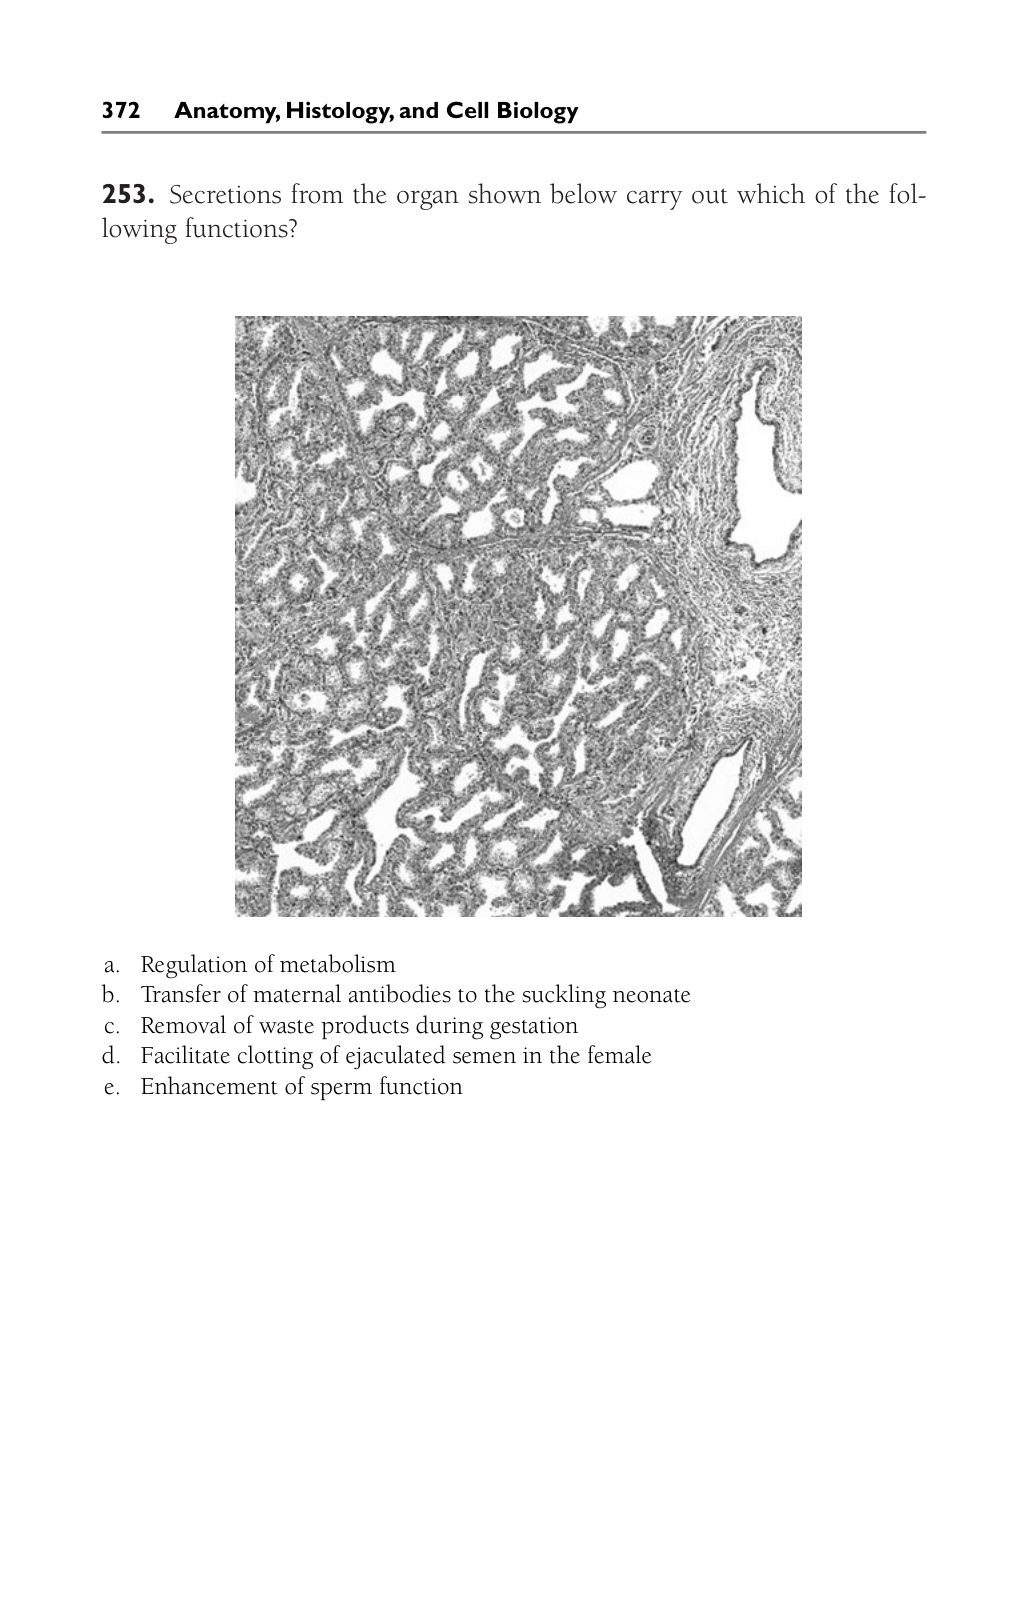 372 Anatomy, Histology, and Cell Biology
253. Secretions from the organ shown below carry out which of the fol-
lowing functions?
a. Regulation of metabolism
b. Transfer of maternal antibodies to the suckling neonate
c. Removal of waste products during gestation
d. Facilitate clotting of ejaculated semen in the female
e. Enhancement of sperm function